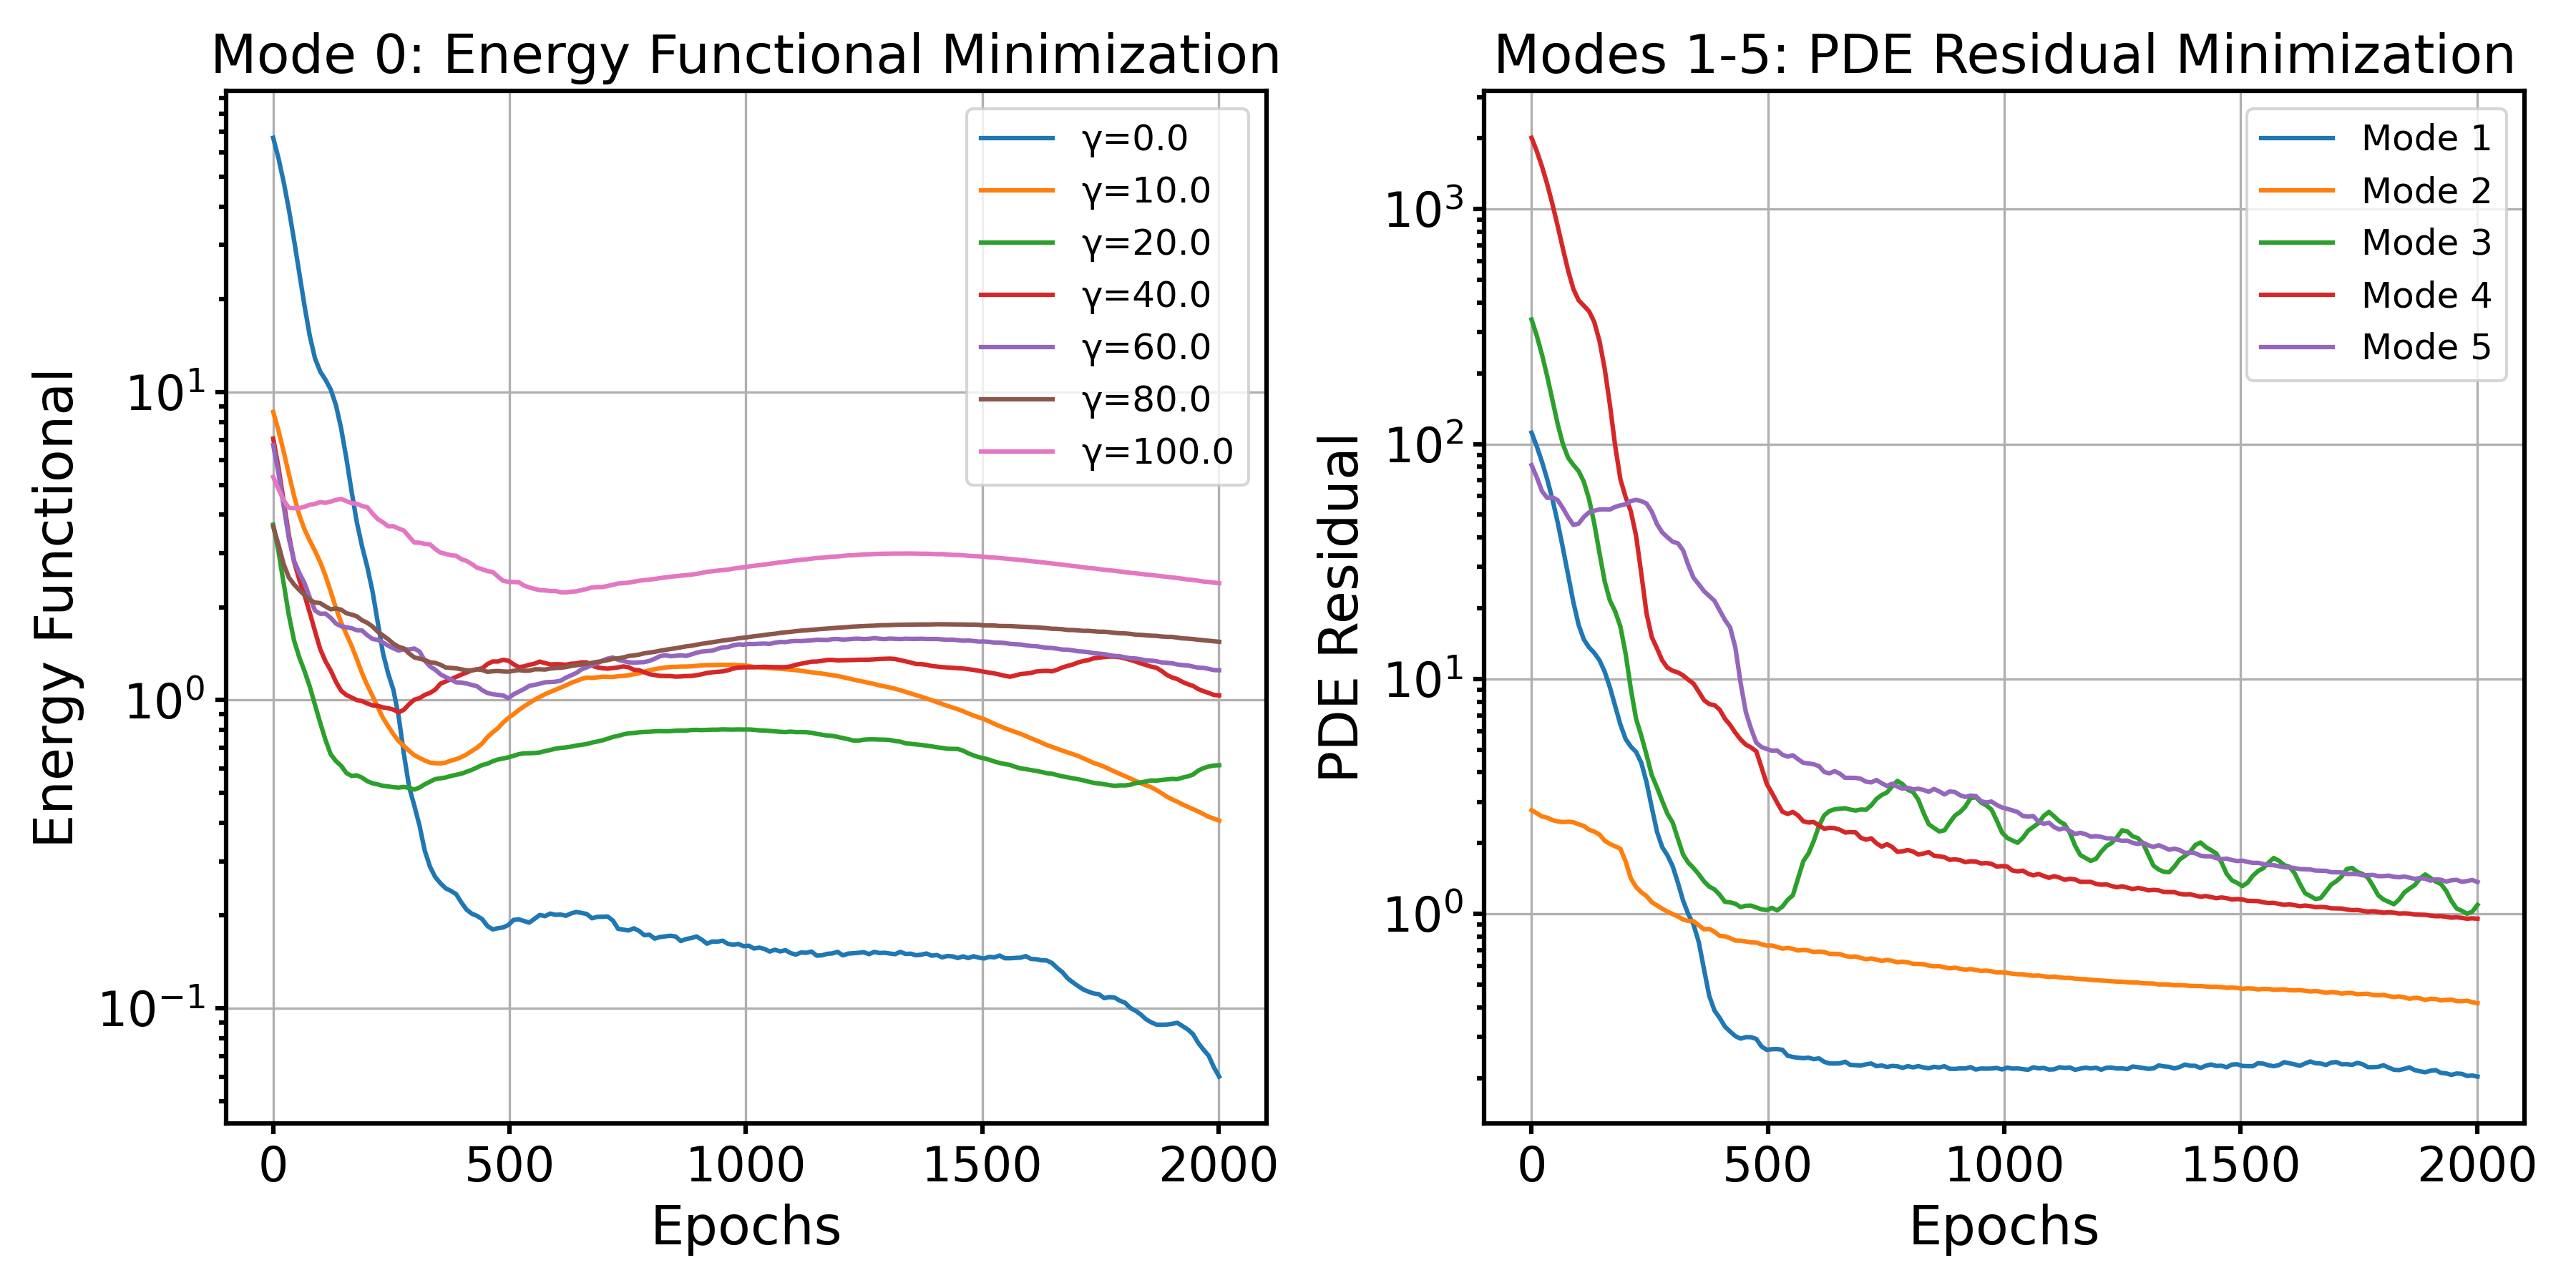 Mode 0: Energy Functional Minimization
Energy Functional
10¹
10⁰
10⁻¹
0 500 1000 1500 2000
Epochs
γ=0.0
γ=10.0
γ=20.0
γ=40.0
γ=60.0
γ=80.0
γ=100.0
Modes 1-5: PDE Residual Minimization
PDE Residual
10³
10²
10¹
10⁰
0 500 1000 1500 2000
Epochs
Mode 1
Mode 2
Mode 3
Mode 4
Mode 5